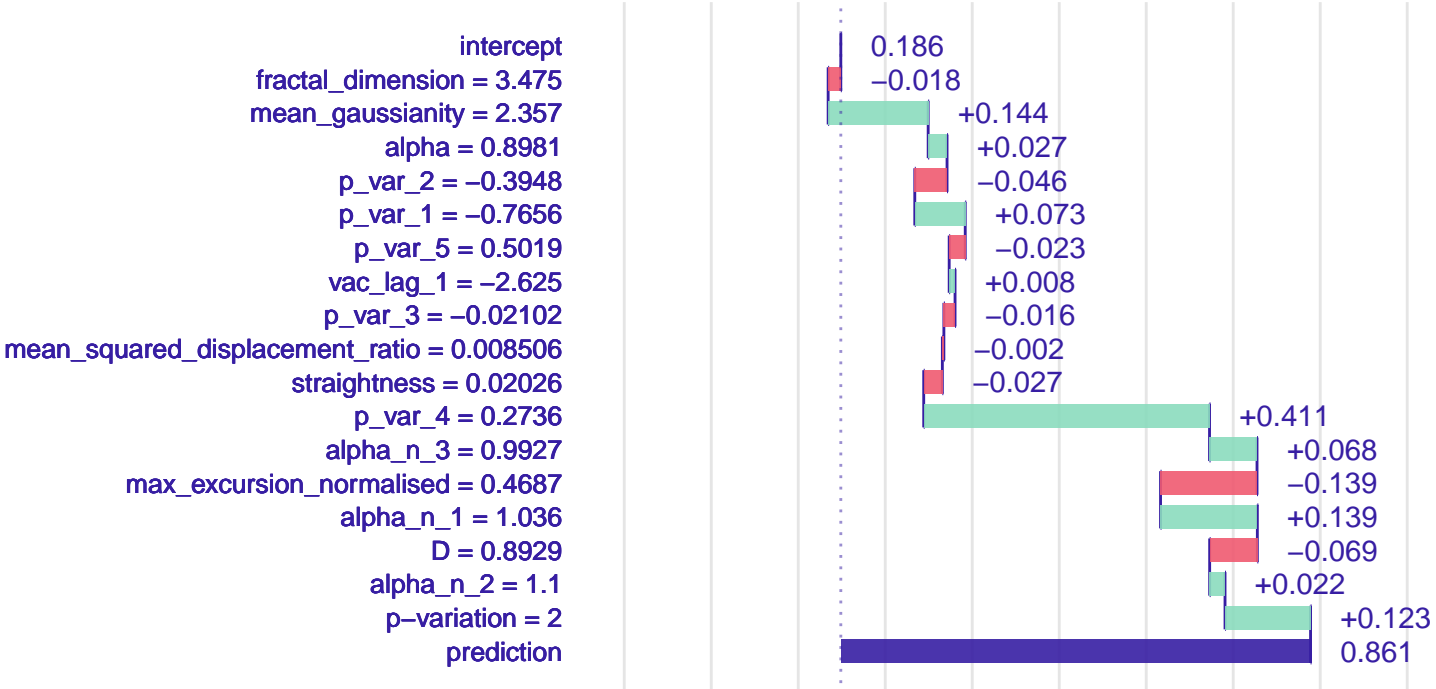 intercept 0.186
fractal_dimension = 3.475 −0.018
mean_gaussianity = 2.357 +0.144
alpha = 0.8981 +0.027
p_var_2 = −0.3948 −0.046
p_var_1 = −0.7656 +0.073
p_var_5 = 0.5019 −0.023
vac_lag_1 = −2.625 +0.008
p_var_3 = −0.02102 −0.016
mean_squared_displacement_ratio = 0.008506 −0.002
straightness = 0.02026 −0.027
p_var_4 = 0.2736 +0.411
alpha_n_3 = 0.9927 +0.068
max_excursion_normalised = 0.4687 −0.139
alpha_n_1 = 1.036 +0.139
D = 0.8929 −0.069
alpha_n_2 = 1.1 +0.022
p−variation = 2 +0.123
prediction 0.861